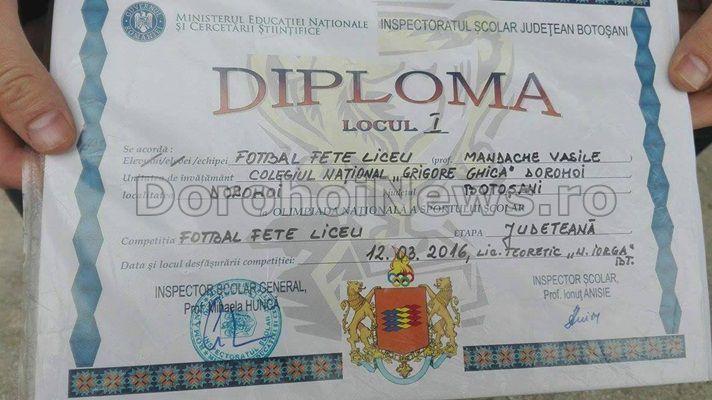 MINISTERUL EDUCAȚIEI NAȚIONALE
ȘI CERCETĂRII ȘTIINȚIFICE
INSPECTORATUL ȘCOLAR JUDEȚEAN BOTOȘANI
DIPLOMA
LOCUL I
Se acordă :
Elevului/elevei/echipei FOTBAL FETE LICEU (prof. MANDACHE VASILE
Unitatea de învățământ COLEGIUL NAȚIONAL „GRIGORE GHICA" DOROHOI
localitatea DOROHOI județul BOTOȘANI
DorohoiNews.ro
la OLIMPIADA NAȚIONALĂ A SPORTULUI ȘCOLAR
Competiția FOTBAL FETE LICEU ETAPA JUDEȚEANĂ
Data și locul desfășurării competiției: 12.03.2016, LIC. TEORETIC „N. IORGA"
BT.
INSPECTOR ȘCOLAR GENERAL,
Prof. Mihaela HUNCĂ
INSPECTOR ȘCOLAR,
Prof. Ionuț ANISIE